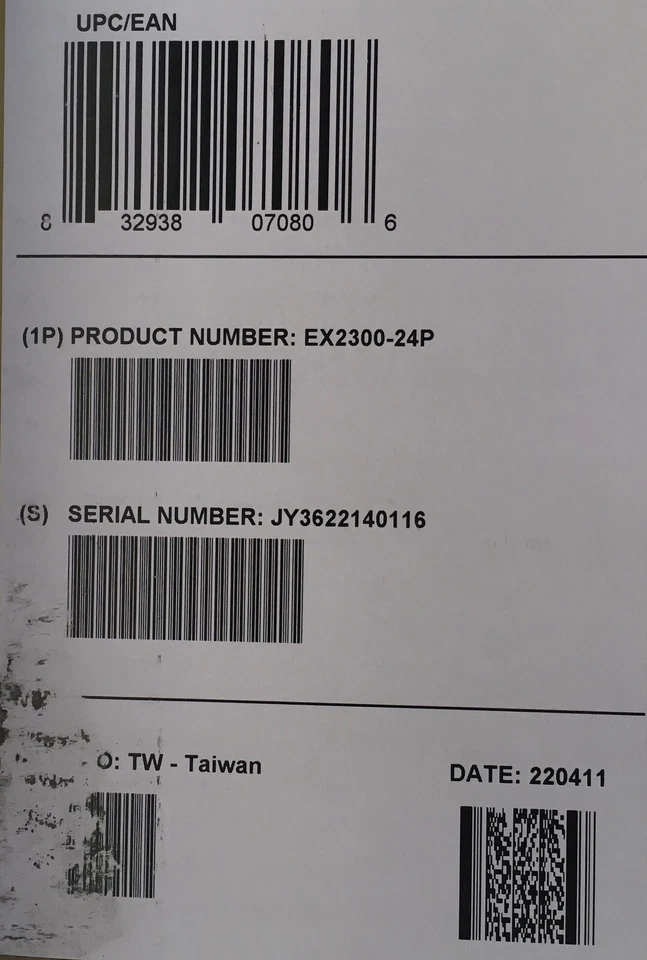 UPC/EAN
8 32938 07080 6
(1P) PRODUCT NUMBER: EX2300-24P
(S) SERIAL NUMBER: JY3622140116
O: TW - Taiwan
DATE: 220411